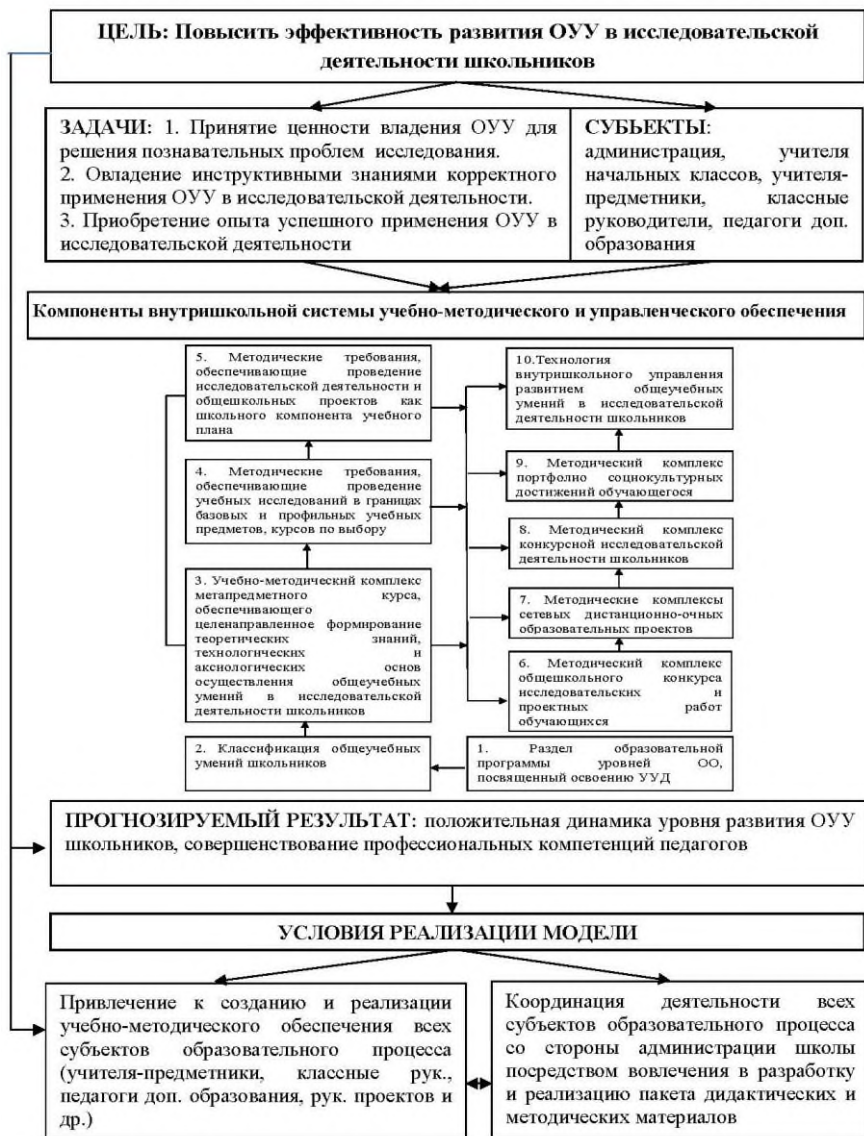 ЦЕЛЬ: Повысить эффективность развития ОУУ в исследовательской
деятельности школьников
ЗАДАЧИ: 1. Принятие ценности владения ОУУ для
решения познавательных проблем исследования.
2. Овладение инструктивными знаниями корректного
применения ОУУ в исследовательской деятельности.
3. Приобретение опыта успешного применения ОУУ в
исследовательской деятельности
СУБЬЕКТЫ:
администрация, учителя
начальных классов, учителя-
предметники, классные
руководители, педагоги доп.
образования
Компоненты внутришкольной системы учебно-методического и управленческого обеспечения
5. Методические требования,
обеспечивающие проведение
исследовательской деятельности и
общешкольных проектов как
школьного компонента учебного
плана
4. Методические требования,
обеспечивающие проведение
учебных исследований в границах
базовых и профильных учебных
предметов, курсов по выбору
3. Учебно-методический комплекс
метапредметного курса,
обеспечивающего
целенаправленное формирование
теоретических знаний,
технологических и
аксиологических основ
осуществления общеучебных
умений в исследовательской
деятельности школьников
2. Классификация общеучебных
умений школьников
10.Технология
внутришкольного управления
развитием общеучебных
умений в исследовательской
деятельности школьников
9. Методический комплекс
портфолио социокультурных
достижений обучающегося
8. Методический комплекс
конкурсной исследовательской
деятельности школьников
7. Методические комплексы
сетевых дистанционно-очных
образовательных проектов
6. Методический комплекс
общешкольного конкурса
исследовательских и
проектных работ
обучающихся
1. Раздел образовательной
программы уровней ОО,
посвященный освоению УУД
ПРОГНОЗИРУЕМЫЙ РЕЗУЛЬТАТ: положительная динамика уровня развития ОУУ
школьников, совершенствование профессиональных компетенций педагогов
УСЛОВИЯ РЕАЛИЗАЦИИ МОДЕЛИ
Привлечение к созданию и реализации
учебно-методического обеспечения всех
субъектов образовательного процесса
(учителя-предметники, классные рук.,
педагоги доп. образования, рук. проектов и
др.)
Координация деятельности всех
субъектов образовательного процесса
со стороны администрации школы
посредством вовлечения в разработку
и реализацию пакета дидактических и
методических материалов